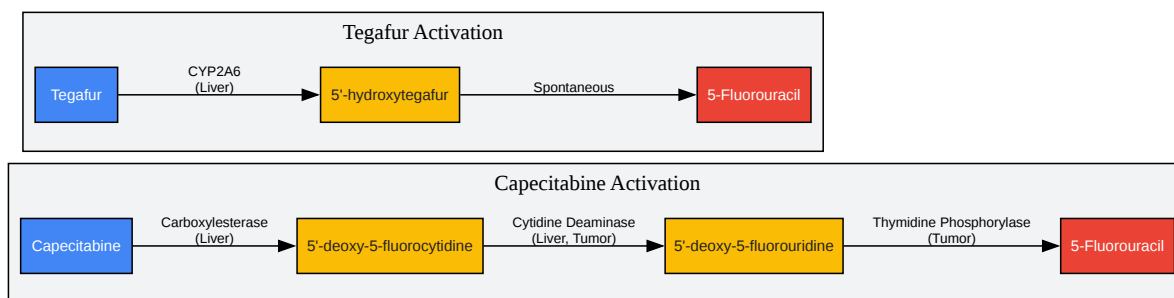 Tegafur Activation
CYP2A6
(Liver)
Tegafur
5'-hydroxytegafur
Spontaneous
5-Fluorouracil
Capecitabine Activation
Carboxylesterase
(Liver)
Cytidine Deaminase
(Liver, Tumor)
Thymidine Phosphorylase
(Tumor)
Capecitabine
5'-deoxy-5-fluorocytidine
5'-deoxy-5-fluorouridine
5-Fluorouracil